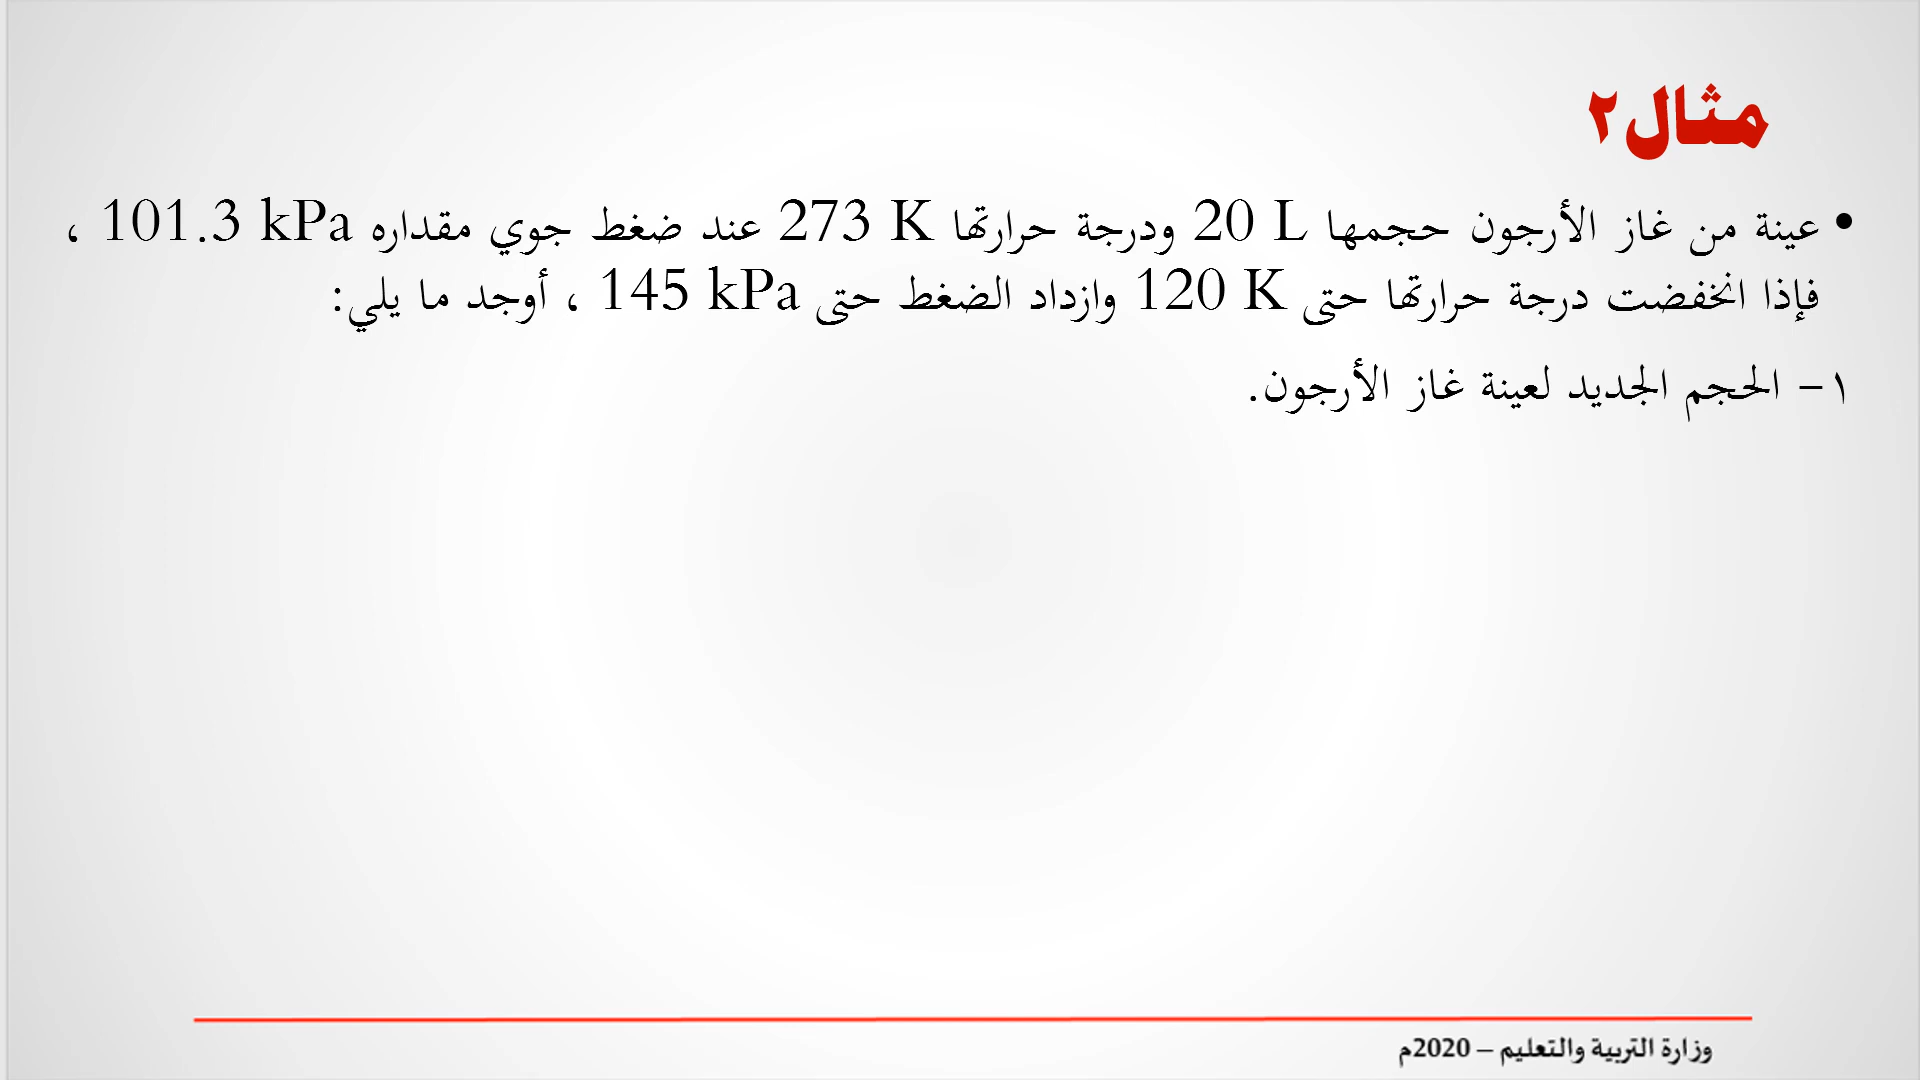 مثال٢
• عينة من غاز الأرجون حجمها 20 L ودرجة حرارتها 273 K عند ضغط جوي مقداره 101.3 kPa ،
فإذا انخفضت درجة حرارتها حتى 120 K وازداد الضغط حتى 145 kPa ، أوجد ما يلي:
١- الحجم الجديد لعينة غاز الأرجون.
وزارة التربية والتعليم – 2020م